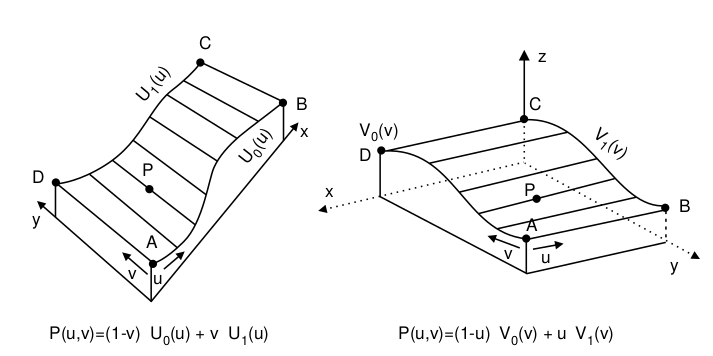 C
U₁(u)
B
x
U₀(u)
D
P
y
A
v
u
P(u,v)=(1-v) U₀(u) + v U₁(u)
z
C
V₀(v)
V₁(v)
D
x
P
B
A
v
u
y
P(u,v)=(1-u) V₀(v) + u V₁(v)